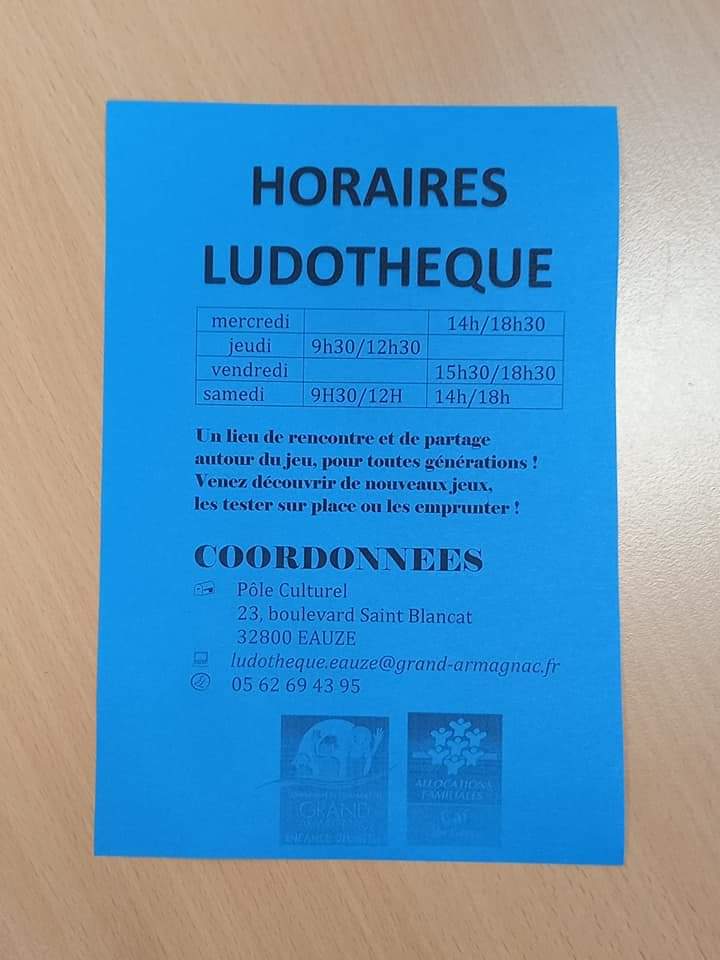 HORAIRES
LUDOTHEQUE
mercredi 14h/18h30
jeudi 9h30/12h30
vendredi 15h30/18h30
samedi 9H30/12H 14h/18h
Un lieu de rencontre et de partage
autour du jeu, pour toutes générations !
Venez découvrir de nouveaux jeux,
les tester sur place ou les emprunter !
COORDONNEES
Pôle Culturel
23, boulevard Saint Blancat
32800 EAUZE
ludotheque.eauze@grand-armagnac.fr
05 62 69 43 95
GRAND
ALLOCATIONS
FAMILIALES
Caf